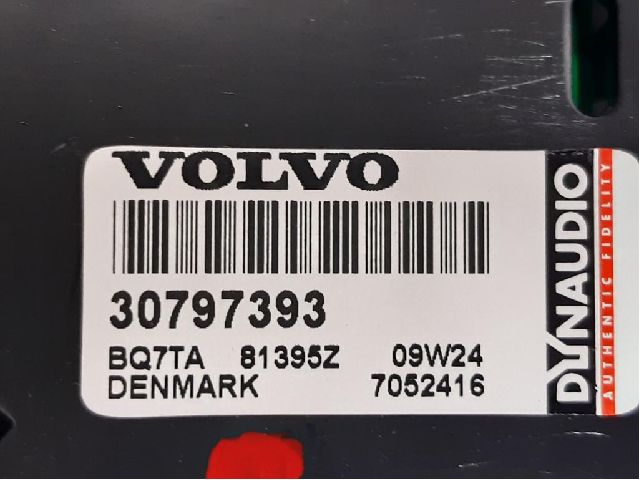 VOLVO
30797393
BQ7TA 81395Z 09W24
DENMARK 7052416
DYNAUDIO
AUTHENTIC FIDELITY